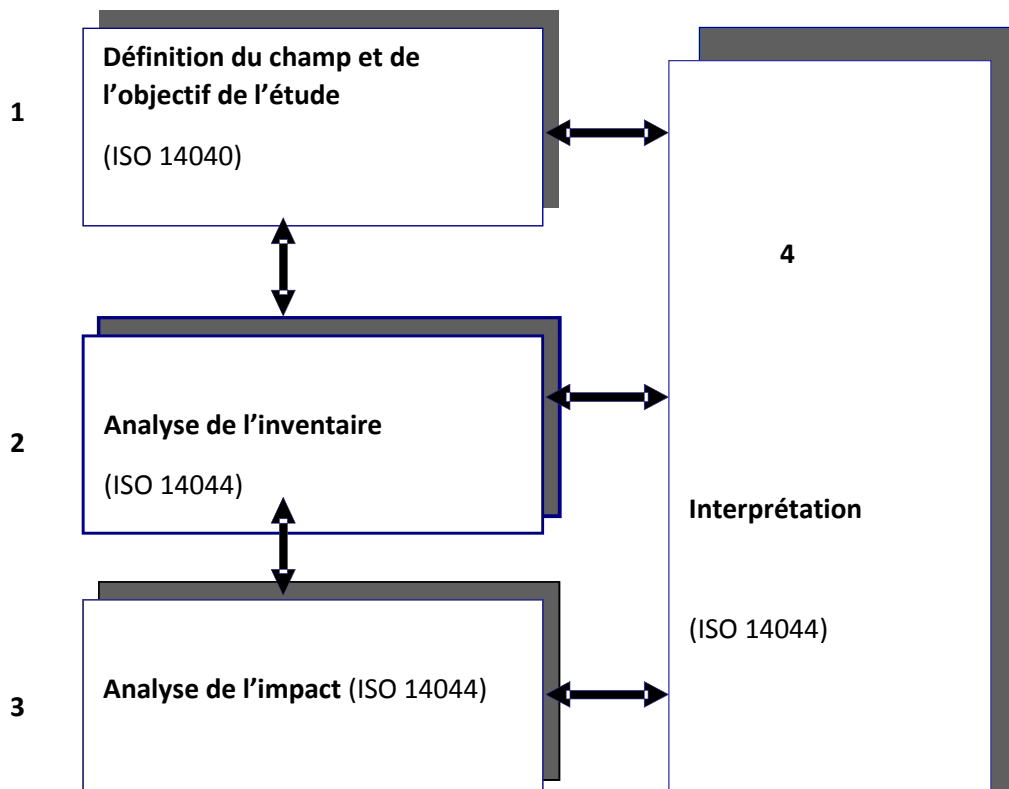 1
Définition du champ et de
l’objectif de l’étude
(ISO 14040)
2
Analyse de l’inventaire
(ISO 14044)
3
Analyse de l’impact (ISO 14044)
4
Interprétation
(ISO 14044)